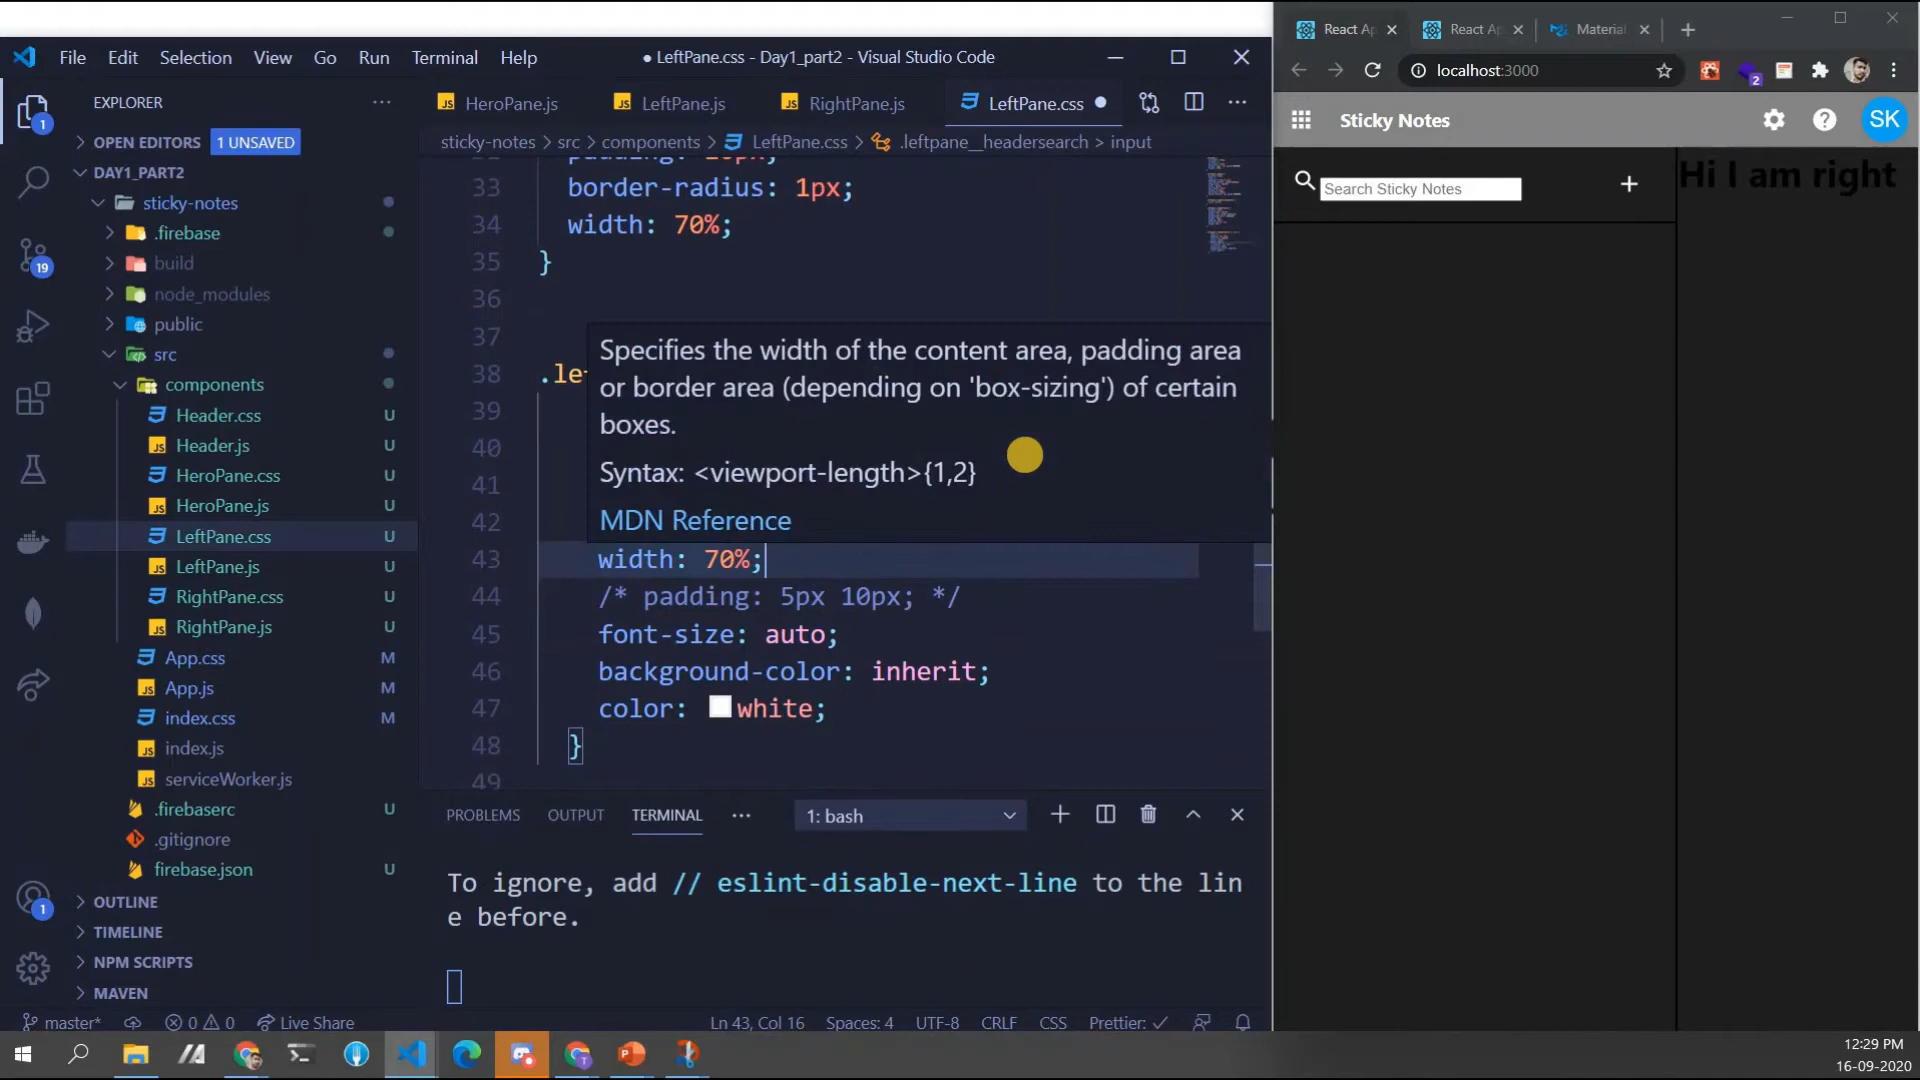 File Edit Selection View Go Run Terminal Help
● LeftPane.css - Day1_part2 - Visual Studio Code
EXPLORER
OPEN EDITORS 1 UNSAVED
DAY1_PART2
sticky-notes
.firebase
build
node_modules
public
src
components
Header.css U
Header.js U
HeroPane.css U
HeroPane.js U
LeftPane.css U
LeftPane.js U
RightPane.css U
RightPane.js U
App.css M
App.js M
index.css M
index.js
serviceWorker.js
.firebaserc U
.gitignore
firebase.json U
OUTLINE
TIMELINE
NPM SCRIPTS
MAVEN
1
19
1
HeroPane.js LeftPane.js RightPane.js LeftPane.css
sticky-notes > src > components > LeftPane.css > .leftpane__headersearch > input
33 border-radius: 1px;
34 width: 70%;
35 }
36
37
38 .le
39
40
41
42
Specifies the width of the content area, padding area
or border area (depending on 'box-sizing') of certain
boxes.
Syntax: <viewport-length>{1,2}
MDN Reference
43 width: 70%;
44 /* padding: 5px 10px; */
45 font-size: auto;
46 background-color: inherit;
47 color: white;
48 }
49
PROBLEMS OUTPUT TERMINAL ··· 1: bash
To ignore, add // eslint-disable-next-line to the lin
e before.
master* 0 0 Live Share Ln 43, Col 16 Spaces: 4 UTF-8 CRLF CSS Prettier: ✓
React Ap React Ap Material
localhost:3000
2
Sticky Notes
SK
Search Sticky Notes
+
Hi I am right
12:29 PM
16-09-2020